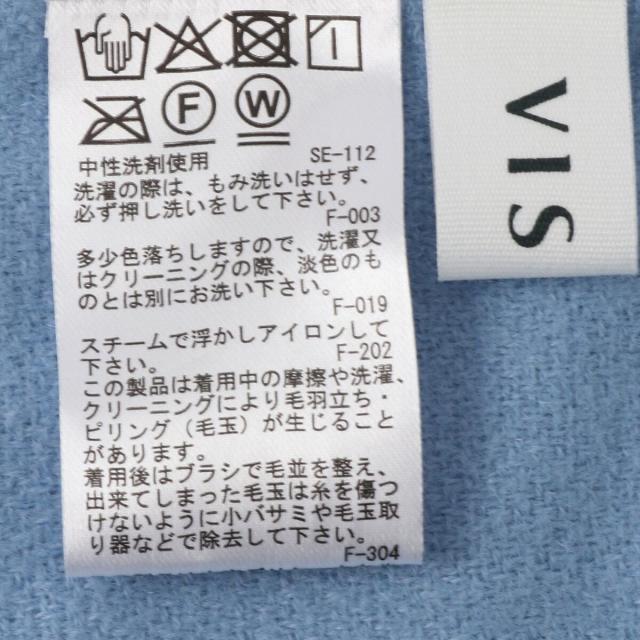 F W
中性洗剤使用 SE-112
洗濯の際は、もみ洗いはせず、
必ず押し洗いをして下さい。
F-003
多少色落ちしますので、洗濯又
はクリーニングの際、淡色のも
のとは別にお洗い下さい。
F-019
スチームで浮かしアイロンして
下さい。 F-202
この製品は着用中の摩擦や洗濯、
クリーニングにより毛羽立ち・
ピリング（毛玉）が生じること
があります。
着用後はブラシで毛並を整え、
出来てしまった毛玉は糸を傷つ
けないように小バサミや毛玉取
り器などで除去して下さい。
F-304
VIS